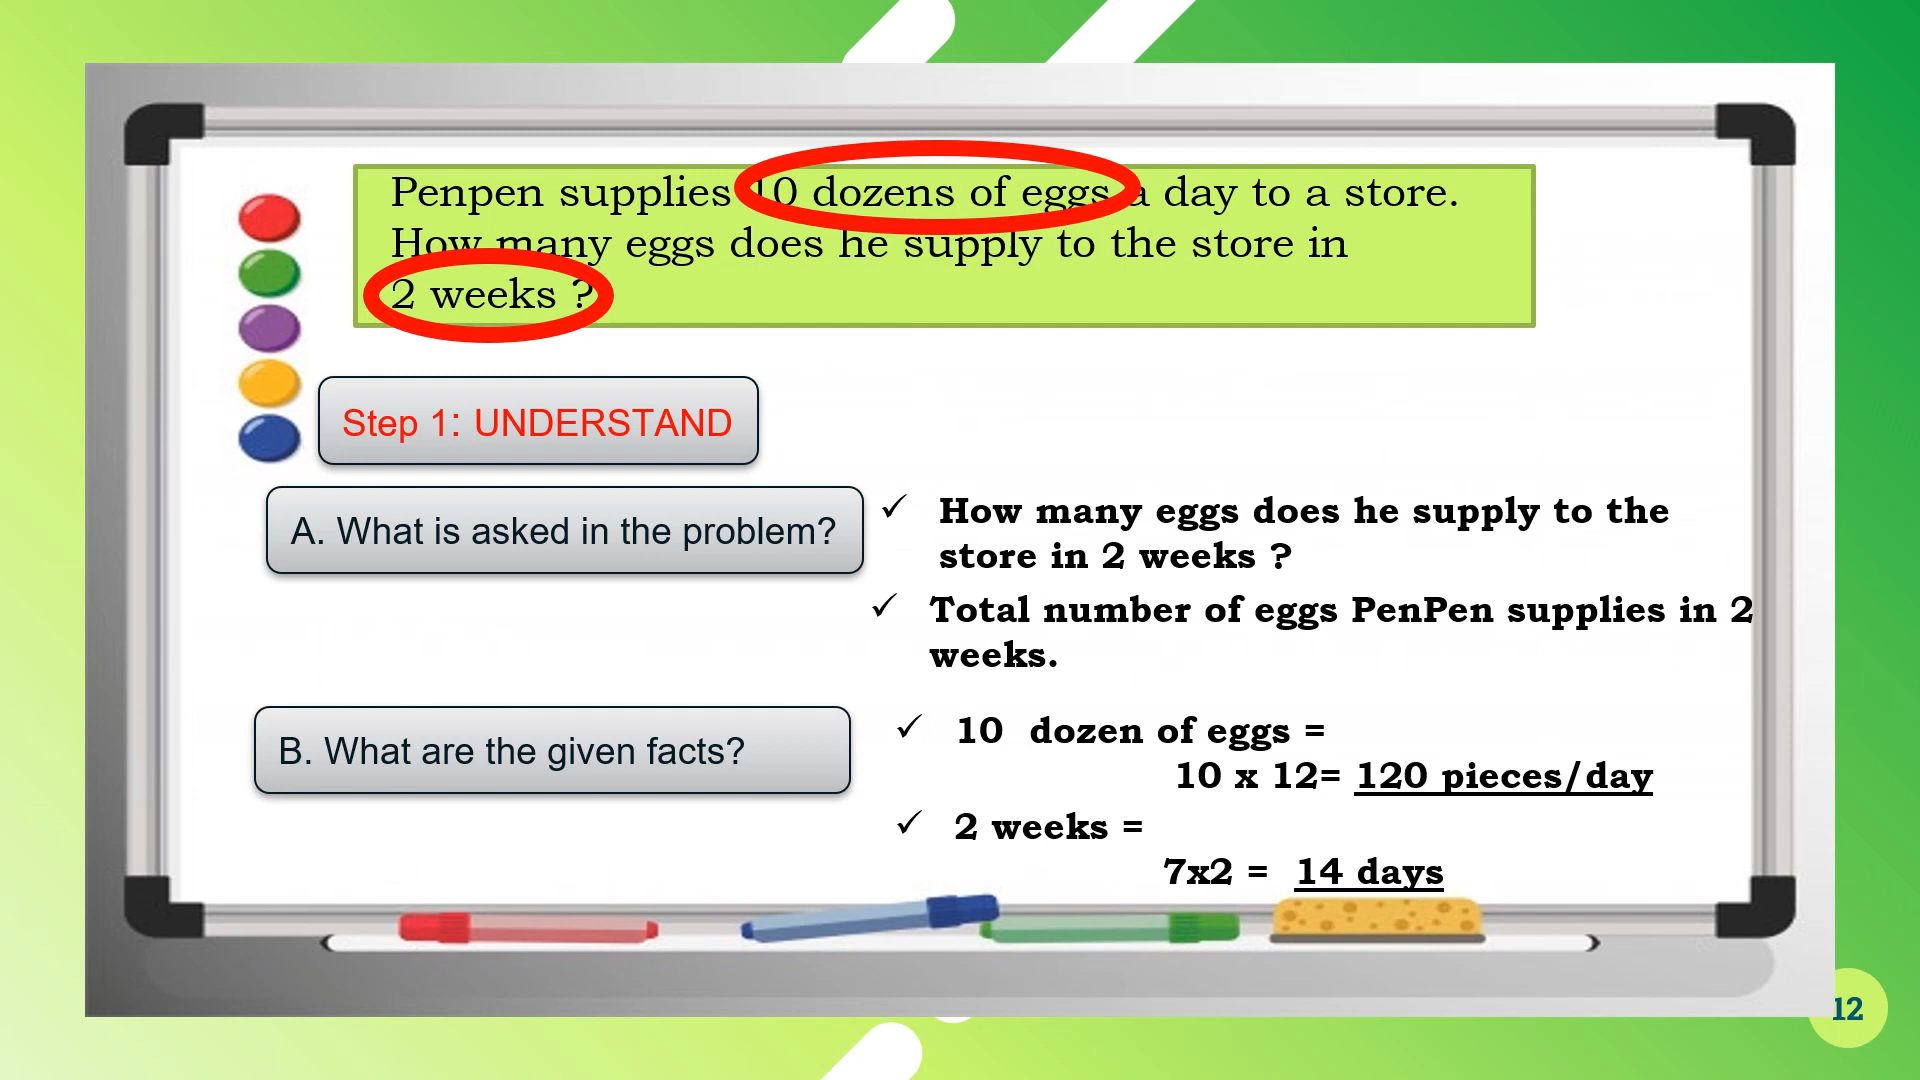 Penpen supplies 10 dozens of eggs a day to a store.
How many eggs does he supply to the store in
2 weeks ?
Step 1: UNDERSTAND
A. What is asked in the problem?
✓ How many eggs does he supply to the
store in 2 weeks ?
✓ Total number of eggs PenPen supplies in 2
weeks.
B. What are the given facts?
✓ 10 dozen of eggs =
10 x 12= 120 pieces/day
✓ 2 weeks =
7x2 = 14 days
12